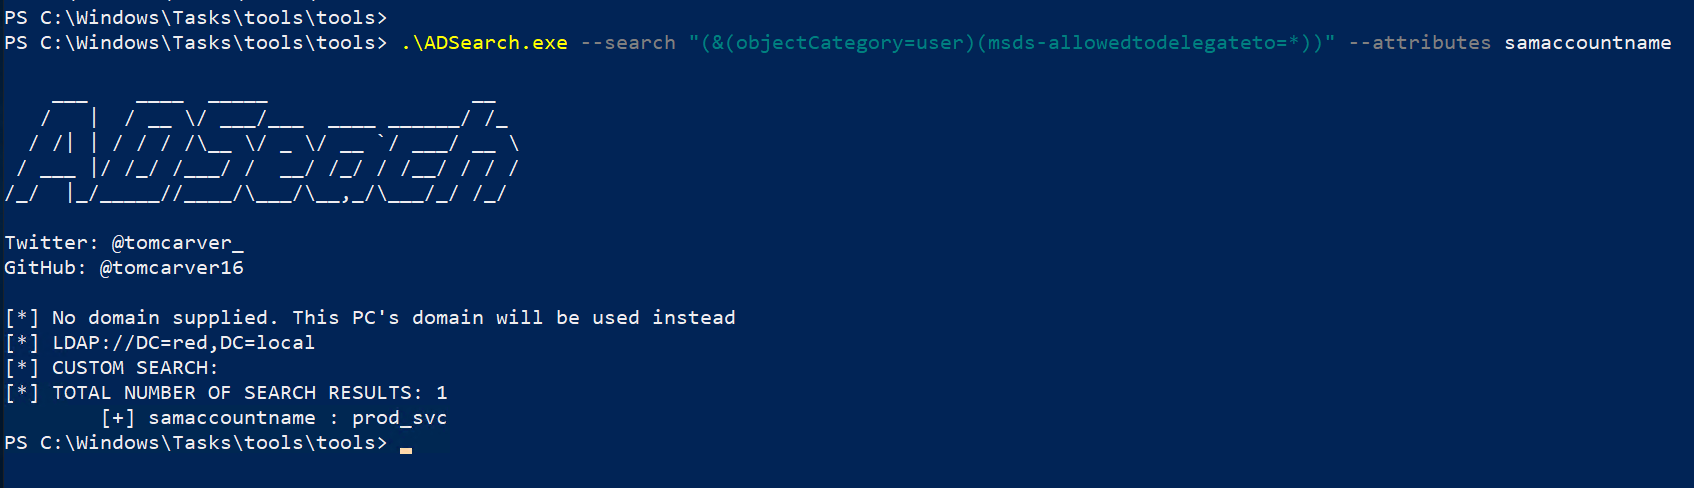 PS C:\Windows\Tasks\tools\tools>
PS C:\Windows\Tasks\tools\tools> .\ADSearch.exe --search "(&(objectCategory=user)(msds-allowedtodelegateto=*))" --attributes samaccountname
    ___    ____  _____                 __
   /   |  / __ \/ ___/___  ____ ______/ /_
  / /| | / / / /\__ \/ _ \/ __ `/ ___/ __ \
 / ___ |/ /_/ /___/ /  __/ /_/ / /__/ / / /
/_/  |_/_____//____/\___/\__,_/\___/_/ /_/
Twitter: @tomcarver_
GitHub: @tomcarver16
[*] No domain supplied. This PC's domain will be used instead
[*] LDAP://DC=red,DC=local
[*] CUSTOM SEARCH:
[*] TOTAL NUMBER OF SEARCH RESULTS: 1
        [+] samaccountname : prod_svc
PS C:\Windows\Tasks\tools\tools>